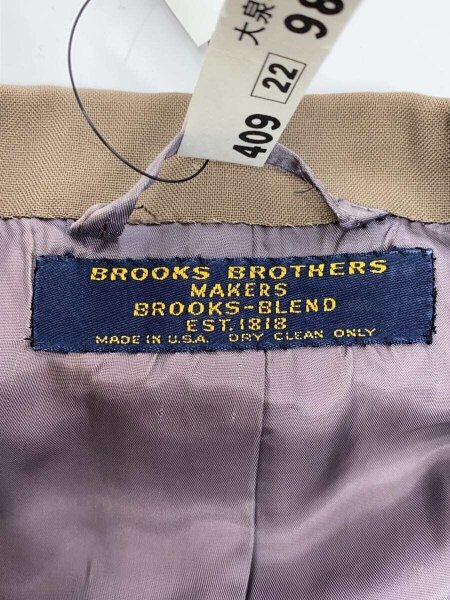 大泉
98
409 22
BROOKS BROTHERS
MAKERS
BROOKS-BLEND
EST. 1818
MADE IN U.S.A. DRY CLEAN ONLY